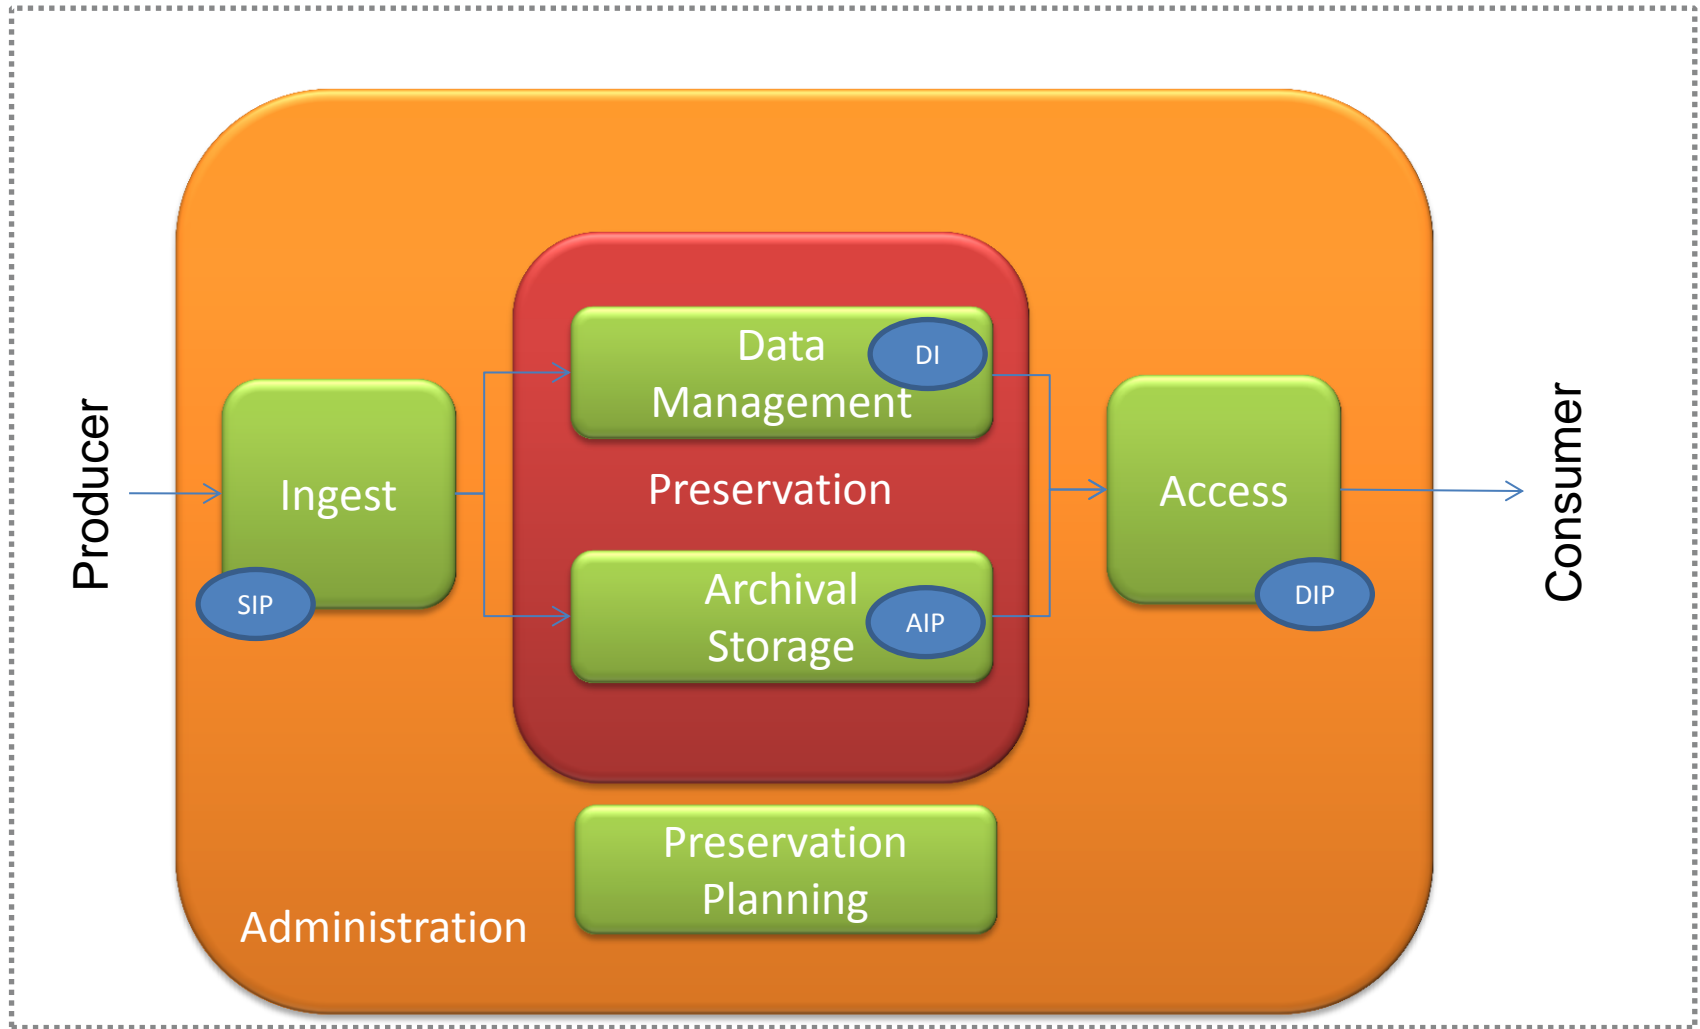 Producer
Ingest
SIP
Data
Management
DI
Preservation
Archival
Storage
AIP
Access
DIP
Consumer
Preservation
Planning
Administration